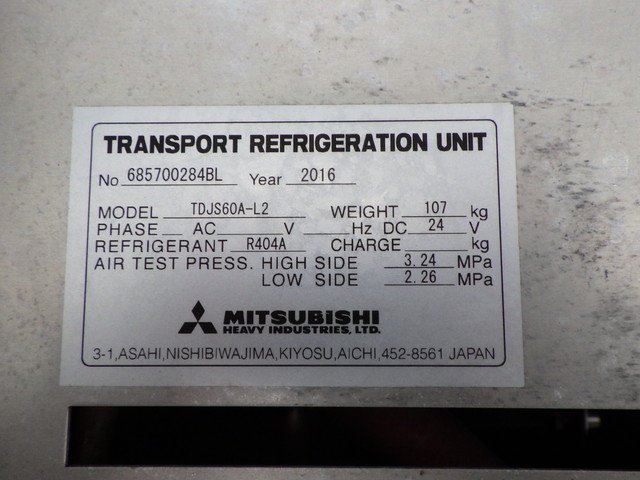 TRANSPORT REFRIGERATION UNIT
No 685700284BL Year 2016
MODEL TDJS60A-L2 WEIGHT 107 kg
PHASE AC V Hz DC 24 V
REFRIGERANT R404A CHARGE kg
AIR TEST PRESS. HIGH SIDE 3.24 MPa
LOW SIDE 2.26 MPa
MITSUBISHI
HEAVY INDUSTRIES, LTD.
3-1,ASAHI,NISHIBIWAJIMA,KIYOSU,AICHI,452-8561 JAPAN